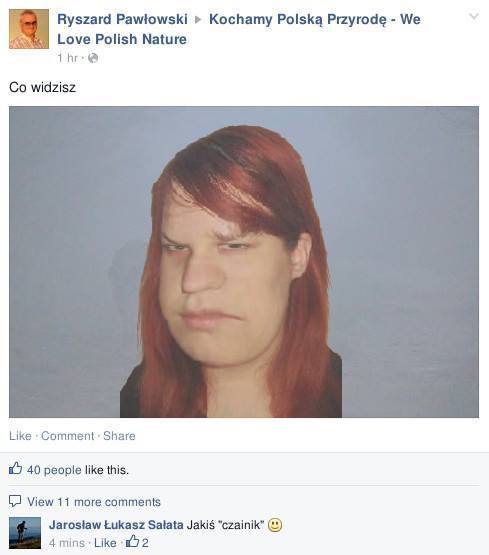 Ryszard Pawłowski ▸ Kochamy Polską Przyrodę - We
Love Polish Nature
1 hr ·
Co widzisz
Like · Comment · Share
40 people like this.
View 11 more comments
Jarosław Łukasz Sałata Jakiś "czainik" 🙂
4 mins · Like · 2